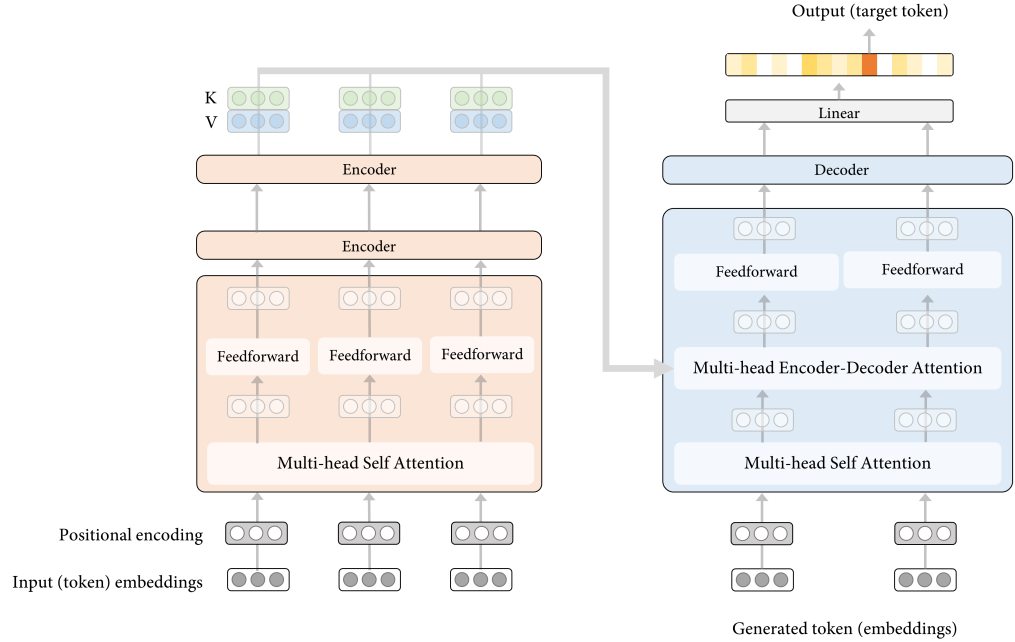 Output (target token)
K
V
Linear
Encoder
Decoder
Encoder
Feedforward
Feedforward
Feedforward
Feedforward
Feedforward
Multi-head Encoder-Decoder Attention
Multi-head Self Attention
Multi-head Self Attention
Positional encoding
Input (token) embeddings
Generated token (embeddings)